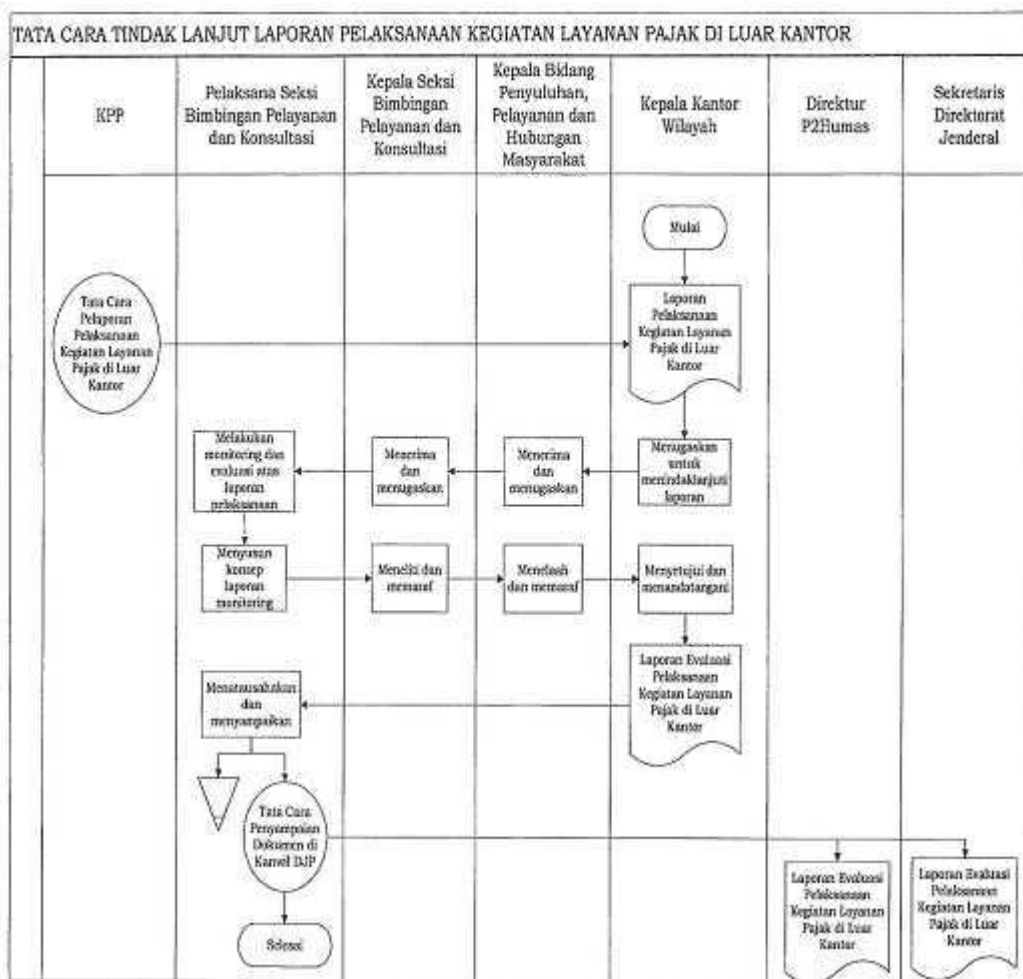 TATA CARA TINDAK LANJUT LAPORAN PELAKSANAAN KEGIATAN LAYANAN PAJAK DI LUAR KANTOR
KPP
Pelaksana Seksi
Bimbingan Pelayanan
dan Konsultasi
Kepala Seksi
Bimbingan
Pelayanan dan
Konsultasi
Kepala Bidang
Penyuluhan,
Pelayanan dan
Hubungan
Masyarakat
Kepala Kantor
Wilayah
Direktur
P2Humas
Sekretaris
Direktorat
Jenderal
Mulai
Tata Cara
Pelaporan
Pelaksanaan
Kegiatan Layanan
Pajak di Luar
Kantor
Laporan
Pelaksanaan
Kegiatan Layanan
Pajak di Luar
Kantor
Melakukan
monitoring dan
evaluasi atas
laporan
pelaksanaan
Menerima
dan
menugaskan
Menerima
dan
menugaskan
Menugaskan
untuk
menindaklanjuti
laporan
Menyusun
konsep
laporan
monitoring
Meneliti dan
memaraf
Menelaah
dan memaraf
Menyetujui dan
menandatangani
Menatausahakan
dan
menyampaikan
Laporan Evaluasi
Pelaksanaan
Kegiatan Layanan
Pajak di Luar
Kantor
Tata Cara
Penyampaian
Dokumen di
Kanwil DJP
Laporan Evaluasi
Pelaksanaan
Kegiatan Layanan
Pajak di Luar
Kantor
Laporan Evaluasi
Pelaksanaan
Kegiatan Layanan
Pajak di Luar
Kantor
Selesai